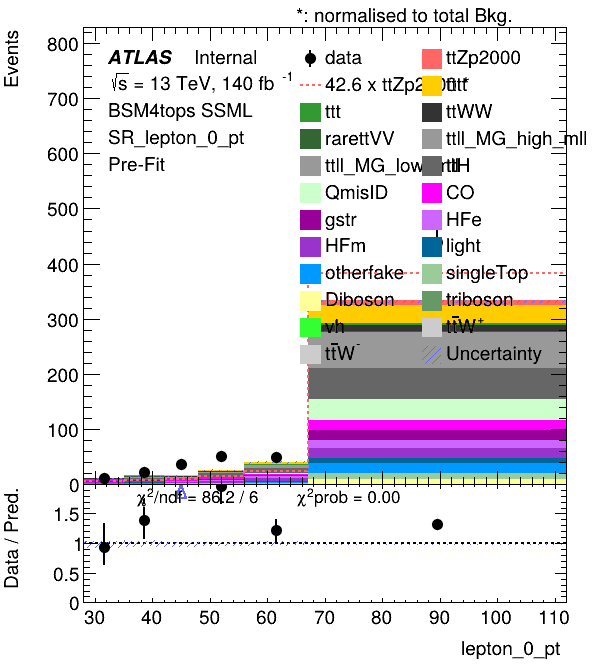 *: normalised to total Bkg.
Events
ATLAS Internal
√s = 13 TeV, 140 fb⁻¹
BSM4tops SSML
SR_lepton_0_pt
Pre-Fit
data
ttZp2000
42.6 x ttZp2000*
tttt
ttt
ttWW
rarettVV
ttll_MG_high_mll
ttll_MG_low_mll
ttH
QmisID
CO
gstr
HFe
HFm
light
otherfake
singleTop
Diboson
triboson
vh
tt̄W⁺
tt̄W⁻
Uncertainty
800
700
600
500
400
300
200
100
0
χ²/ndf = 86.2 / 6 χ²prob = 0.00
Data / Pred.
1.5
1
0.5
0
30 40 50 60 70 80 90 100 110
lepton_0_pt